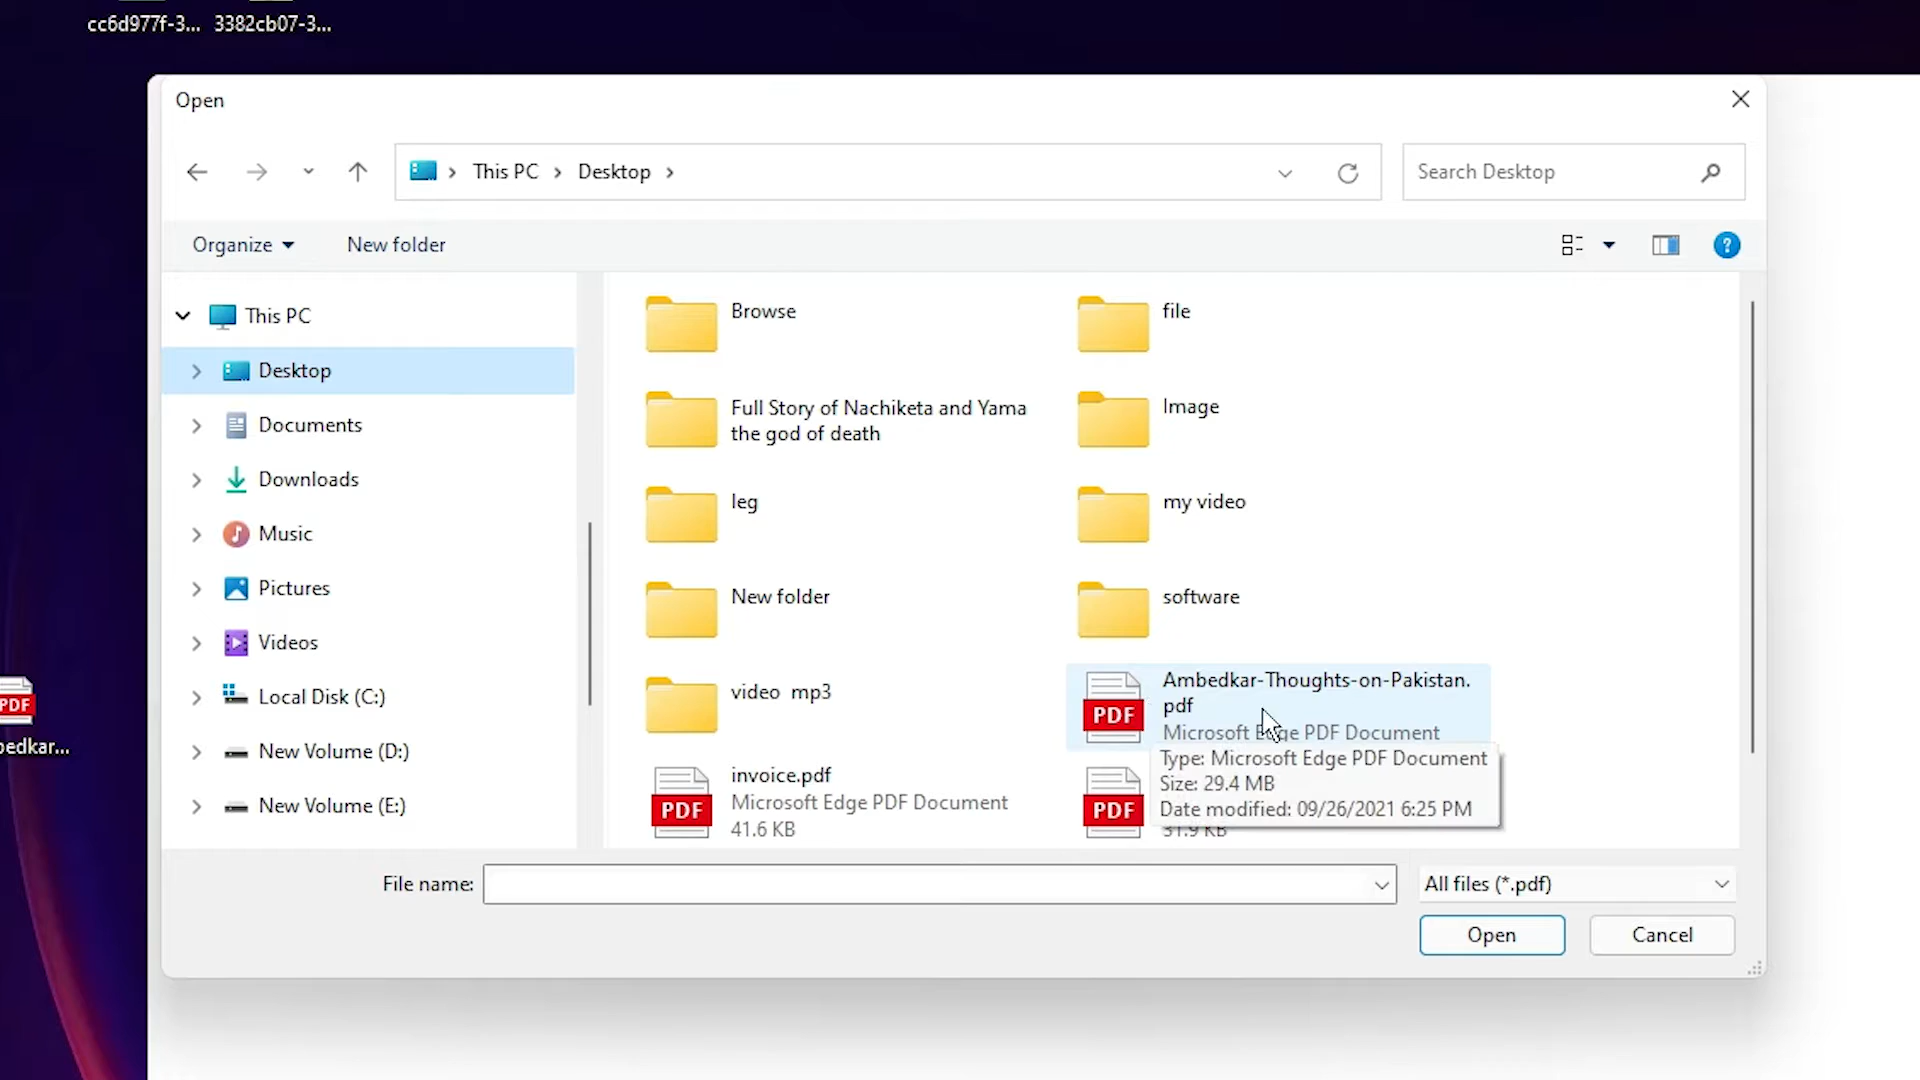 cc6d977f-3... 3382cb07-3...
Open
This PC
Desktop
Search Desktop
Organize
New folder
?
This PC
Desktop
Documents
Downloads
Music
Pictures
Videos
Local Disk (C:)
New Volume (D:)
New Volume (E:)
Browse
file
Full Story of Nachiketa and Yama
the god of death
Image
leg
my video
New folder
software
video mp3
PDF
Ambedkar-Thoughts-on-Pakistan.
pdf
Microsoft Edge PDF Document
Type: Microsoft Edge PDF Document
Size: 29.4 MB
Date modified: 09/26/2021 6:25 PM
PDF
invoice.pdf
Microsoft Edge PDF Document
41.6 KB
PDF
31.9 KB
PDF
bedkar...
File name:
All files (*.pdf)
Open
Cancel